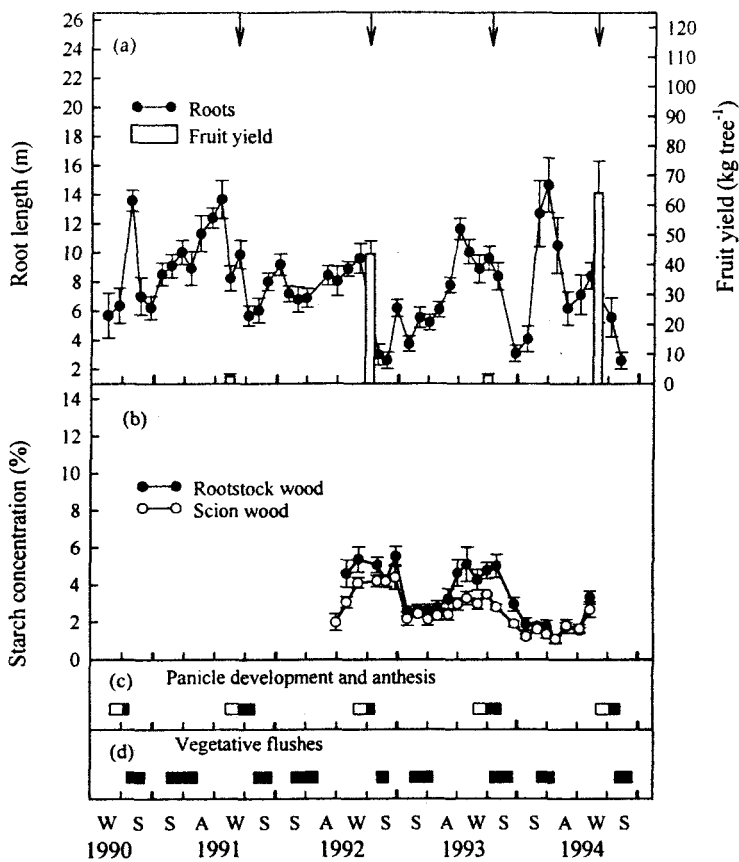 (a)
Roots
Fruit yield
Root length (m)
26
24
22
20
18
16
14
12
10
8
6
4
2
Fruit yield (kg tree⁻¹)
120
110
100
90
80
70
60
50
40
30
20
10
0
(b)
Rootstock wood
Scion wood
Starch concentration (%)
14
12
10
8
6
4
2
0
(c) Panicle development and anthesis
(d) Vegetative flushes
W S S A W S S A W S S A W S S A W S
1990 1991 1992 1993 1994